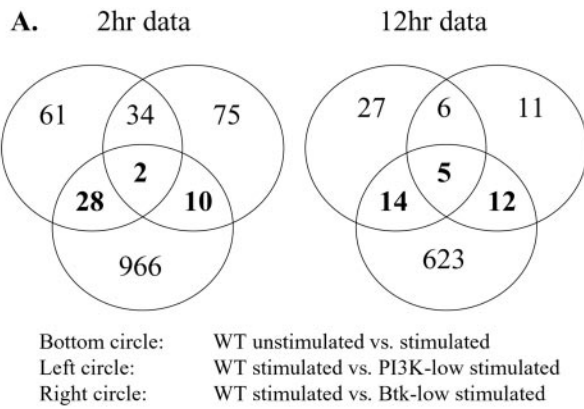 A. 2hr data 12hr data
61 34 75 27 6 11
2 5
28 10 14 12
966 623
Bottom circle: WT unstimulated vs. stimulated
Left circle: WT stimulated vs. PI3K-low stimulated
Right circle: WT stimulated vs. Btk-low stimulated